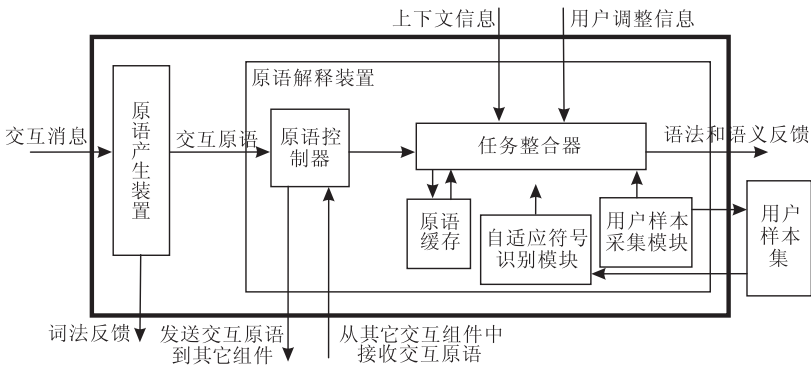 上下文信息
用户调整信息
原语解释装置
交互消息
原语产生装置
交互原语
原语控
制器
任务整合器
语法和语义反馈
原语
缓存
自适应符号
识别模块
用户样本
采集模块
用户
样本
集
词法反馈
发送交互原语
到其它组件
从其它交互组件中
接收交互原语